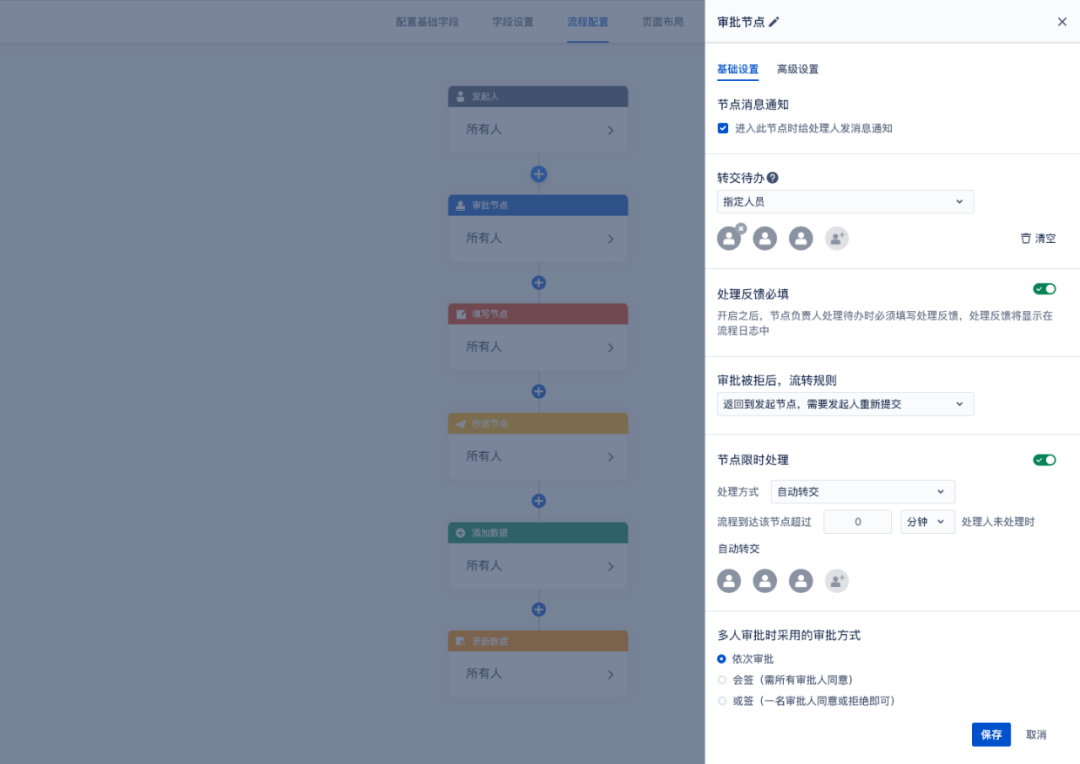 配置基础字段
字段设置
流程配置
页面布局
发起人
所有人
审批节点
所有人
填写节点
所有人
抄送节点
所有人
添加数据
所有人
更新数据
所有人
审批节点
基础设置
高级设置
节点消息通知
进入此节点时给处理人发消息通知
转交待办
指定人员
清空
处理反馈必填
开启之后，节点负责人处理待办时必须填写处理反馈，处理反馈将显示在
流程日志中
审批被拒后，流转规则
返回到发起节点，需要发起人重新提交
节点限时处理
处理方式 自动转交
流程到达该节点超过 0 分钟 处理人未处理时
自动转交
多人审批时采用的审批方式
依次审批
会签（需所有审批人同意）
或签（一名审批人同意或拒绝即可）
保存 取消